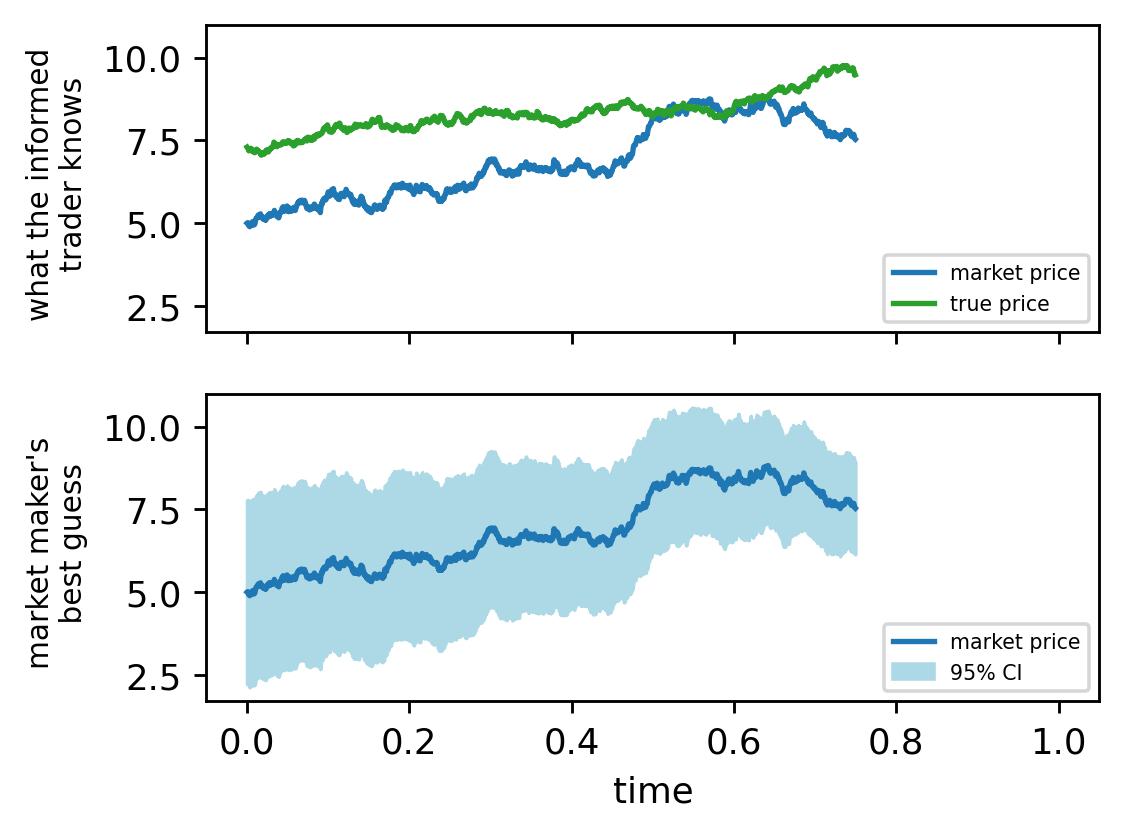 what the informed
trader knows
10.0
7.5
5.0
2.5
market price
true price
market maker's
best guess
10.0
7.5
5.0
2.5
market price
95% CI
0.0 0.2 0.4 0.6 0.8 1.0
time